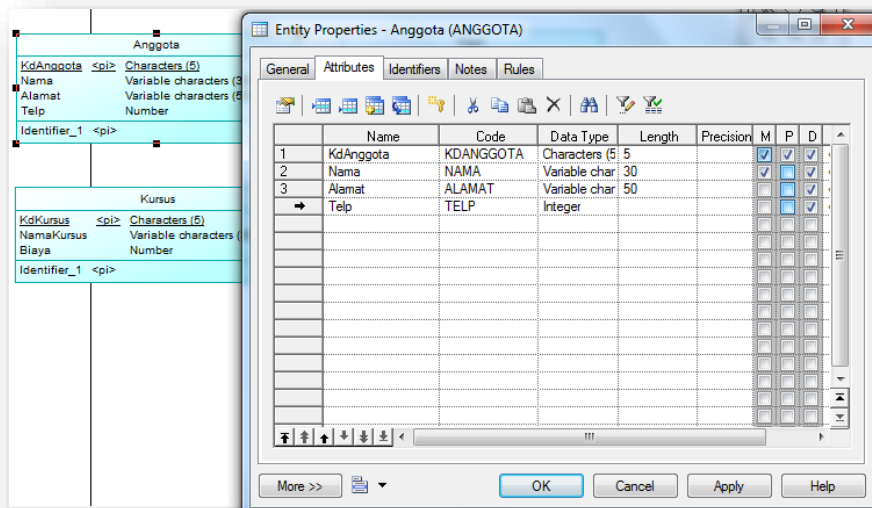 Anggota
KdAnggota <pi> Characters (5)
Nama Variable characters (3
Alamat Variable characters (5
Telp Number
Identifier_1 <pi>
Kursus
KdKursus <pi> Characters (5)
NamaKursus Variable characters (
Biaya Number
Identifier_1 <pi>
Entity Properties - Anggota (ANGGOTA)
General Attributes Identifiers Notes Rules
Name Code Data Type Length Precision M P D
1 KdAnggota KDANGGOTA Characters (5 5
2 Nama NAMA Variable char 30
3 Alamat ALAMAT Variable char 50
Telp TELP Integer
More >> OK Cancel Apply Help